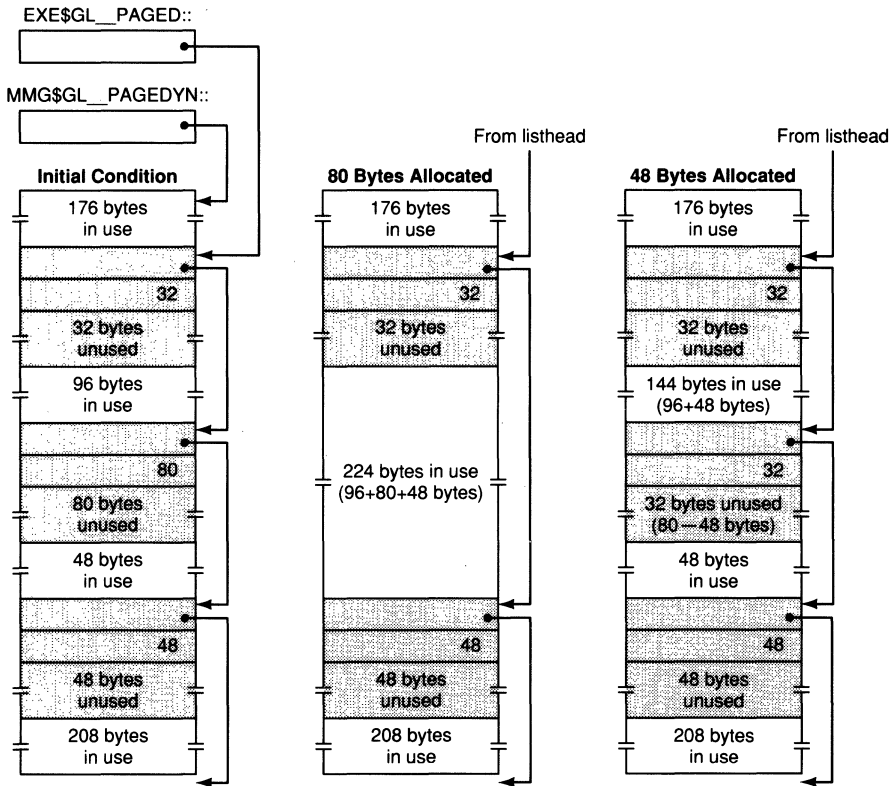 EXE$GL__PAGED::
MMG$GL__PAGEDYN::
Initial Condition
176 bytes
in use
32
32 bytes
unused
96 bytes
in use
80
80 bytes
unused
48 bytes
in use
48
48 bytes
unused
208 bytes
in use
From listhead
80 Bytes Allocated
176 bytes
in use
32
32 bytes
unused
224 bytes in use
(96+80+48 bytes)
48
48 bytes
unused
208 bytes
in use
From listhead
48 Bytes Allocated
176 bytes
in use
32
32 bytes
unused
144 bytes in use
(96+48 bytes)
32
32 bytes unused
(80—48 bytes)
48 bytes
in use
48
48 bytes
unused
208 bytes
in use